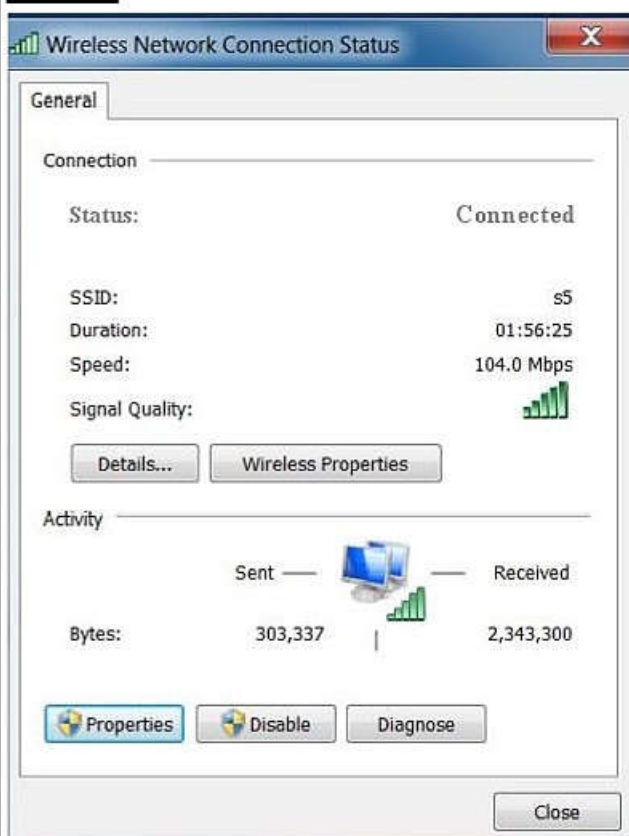 Wireless Network Connection Status
General
Connection
Status: Connected
SSID: s5
Duration: 01:56:25
Speed: 104.0 Mbps
Signal Quality:
Details... Wireless Properties
Activity
Sent Received
Bytes: 303,337 2,343,300
Properties Disable Diagnose
Close